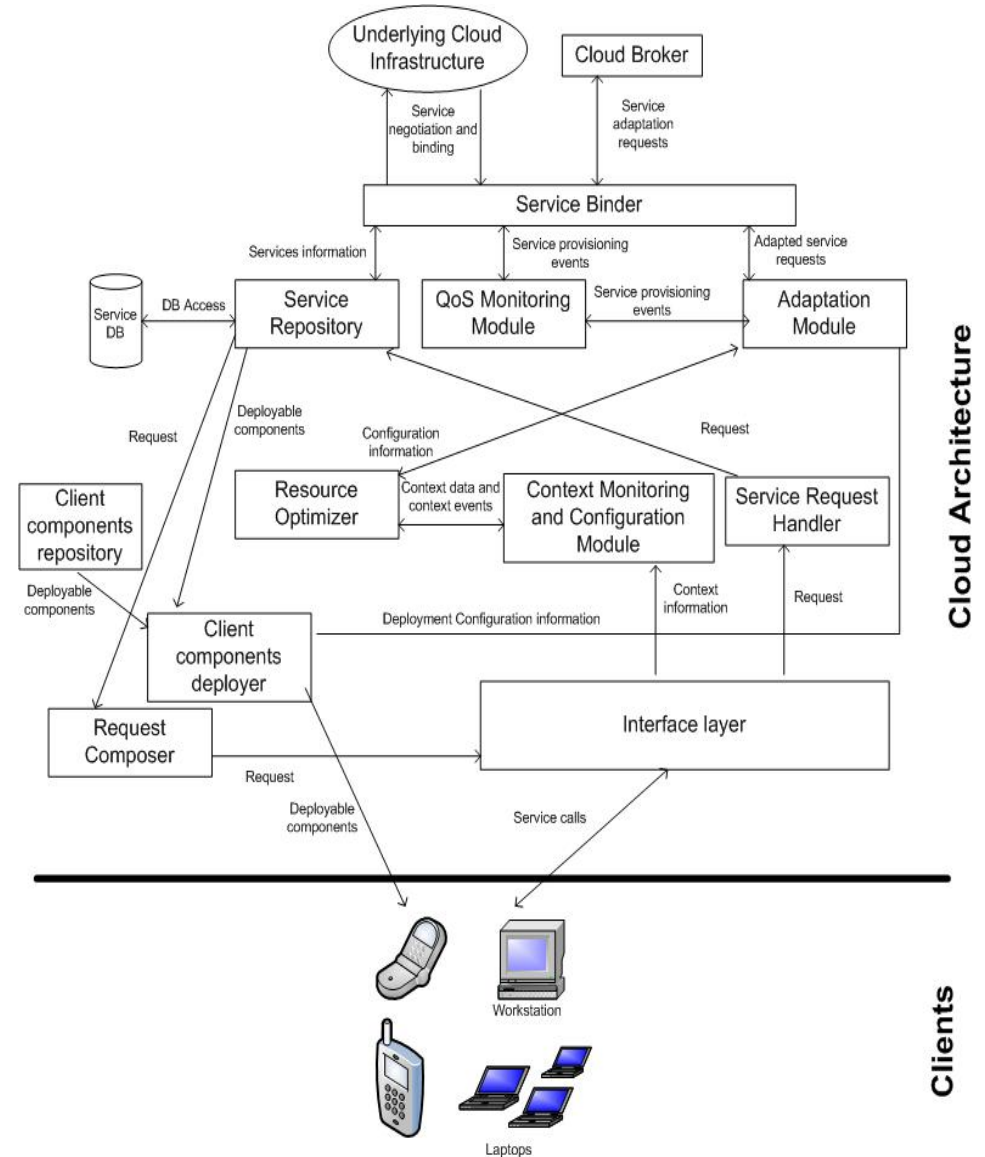 Underlying Cloud
Infrastructure
Cloud Broker
Service
negotiation and
binding
Service
adaptation
requests
Service Binder
Services information
Service provisioning
events
Adapted service
requests
Service
DB
DB Access
Service
Repository
QoS Monitoring
Module
Service provisioning
events
Adaptation
Module
Cloud Architecture
Request
Deployable
components
Configuration
information
Request
Client
components
repository
Resource
Optimizer
Context data and
context events
Context Monitoring
and Configuration
Module
Service Request
Handler
Deployable
components
Context
information
Request
Client
components
deployer
Deployment Configuration information
Request
Composer
Interface layer
Request
Deployable
components
Service calls
Workstation
Clients
Laptops